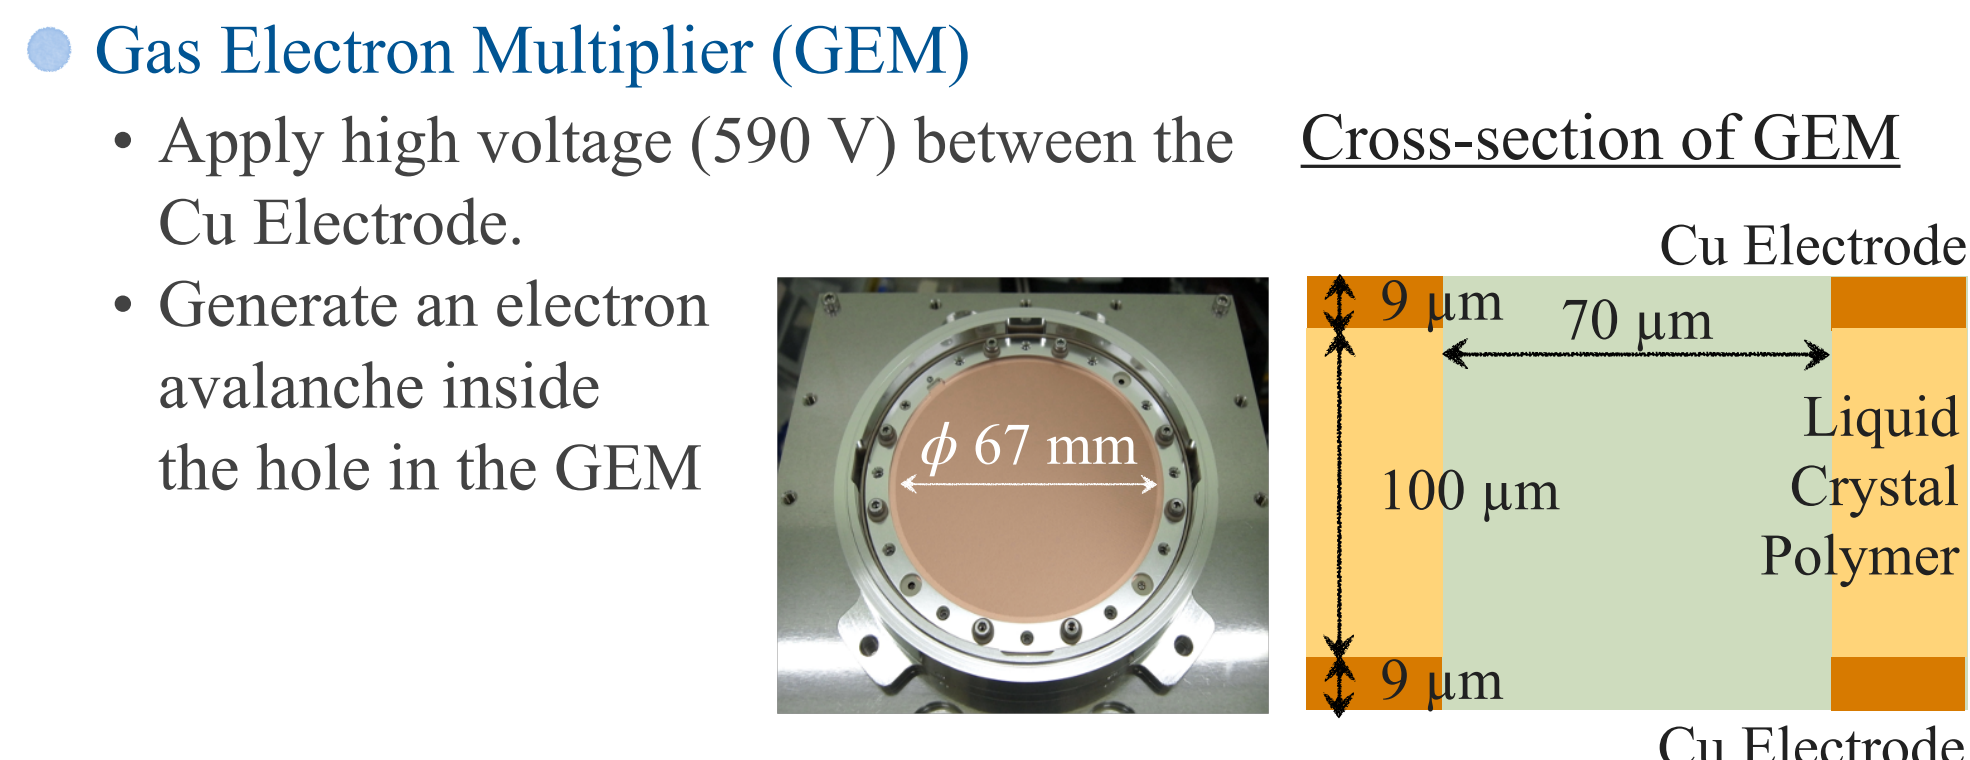 Gas Electron Multiplier (GEM)
• Apply high voltage (590 V) between the
Cu Electrode.
• Generate an electron
avalanche inside
the hole in the GEM
ϕ 67 mm
Cross-section of GEM
Cu Electrode
9 μm
70 μm
Liquid
Crystal
Polymer
100 μm
9 μm
Cu Electrode